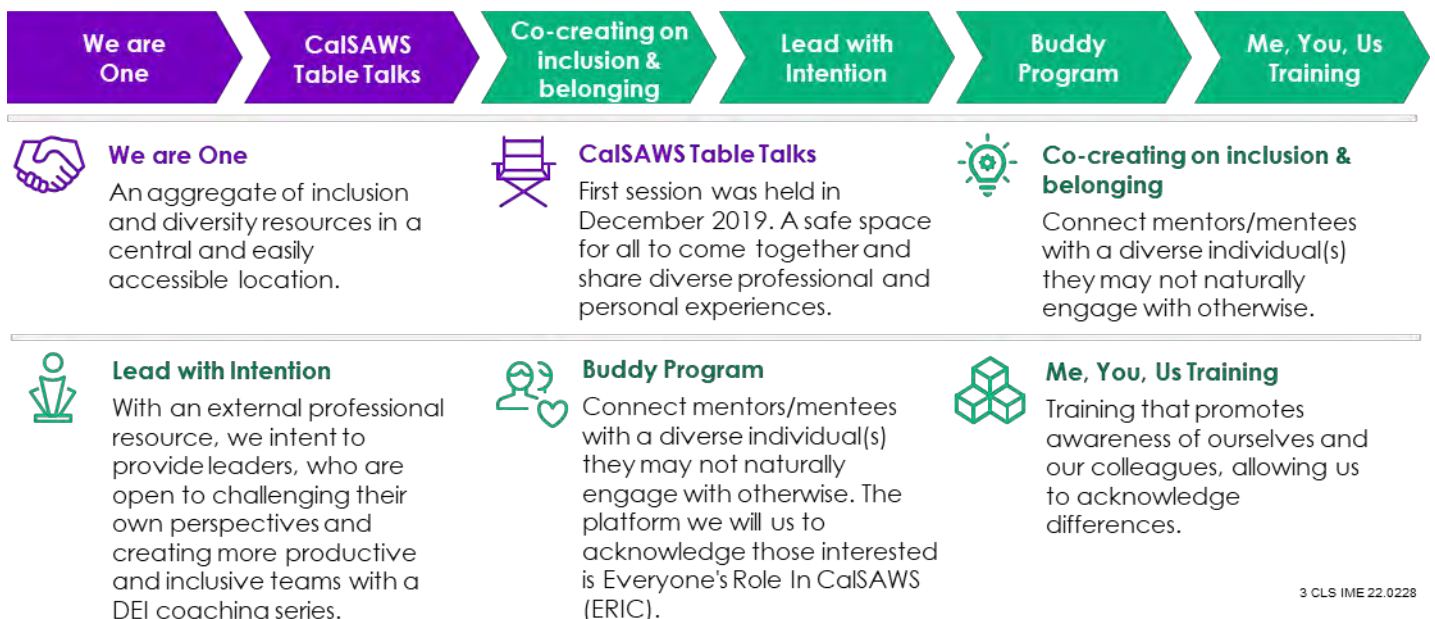 We are
One
CalSAWS
Table Talks
Co-creating on
inclusion &
belonging
Lead with
Intention
Buddy
Program
Me, You, Us
Training
We are One
An aggregate of inclusion
and diversity resources in a
central and easily
accessible location.
CalSAWS Table Talks
First session was held in
December 2019. A safe space
for all to come together and
share diverse professional and
personal experiences.
Co-creating on inclusion &
belonging
Connect mentors/mentees
with a diverse individual(s)
they may not naturally
engage with otherwise.
Lead with Intention
With an external professional
resource, we intent to
provide leaders, who are
open to challenging their
own perspectives and
creating more productive
and inclusive teams with a
DEI coaching series.
Buddy Program
Connect mentors/mentees
with a diverse individual(s)
they may not naturally
engage with otherwise. The
platform we will us to
acknowledge those interested
is Everyone's Role In CalSAWS
(ERIC).
Me, You, Us Training
Training that promotes
awareness of ourselves and
our colleagues, allowing us
to acknowledge
differences.
3 CLS IME 22.0228